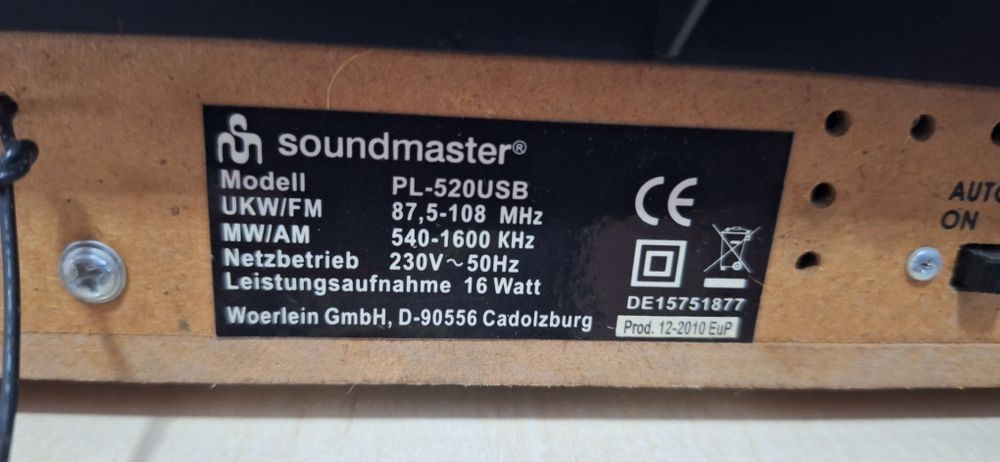 soundmaster®
Modell PL-520USB
UKW/FM 87,5-108 MHz
MW/AM 540-1600 KHz
Netzbetrieb 230V~50Hz
Leistungsaufnahme 16 Watt
Woerlein GmbH, D-90556 Cadolzburg
CE
DE15751877
Prod. 12-2010 EuP
AUTO
ON